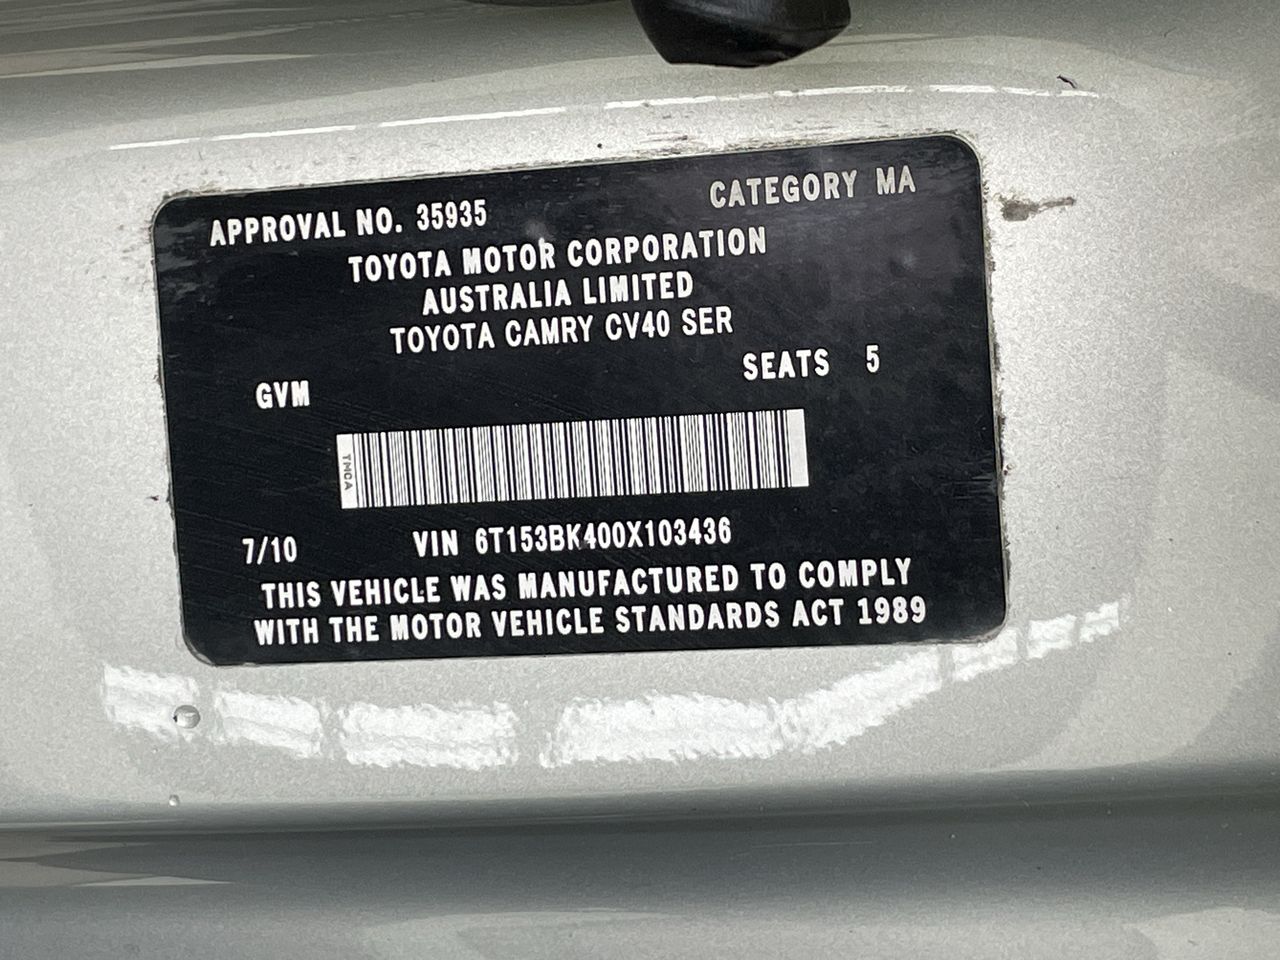 APPROVAL NO. 35935 CATEGORY MA
TOYOTA MOTOR CORPORATION
AUSTRALIA LIMITED
TOYOTA CAMRY CV40 SER
GVM SEATS 5
TMCA
7/10 VIN 6T153BK400X103436
THIS VEHICLE WAS MANUFACTURED TO COMPLY
WITH THE MOTOR VEHICLE STANDARDS ACT 1989